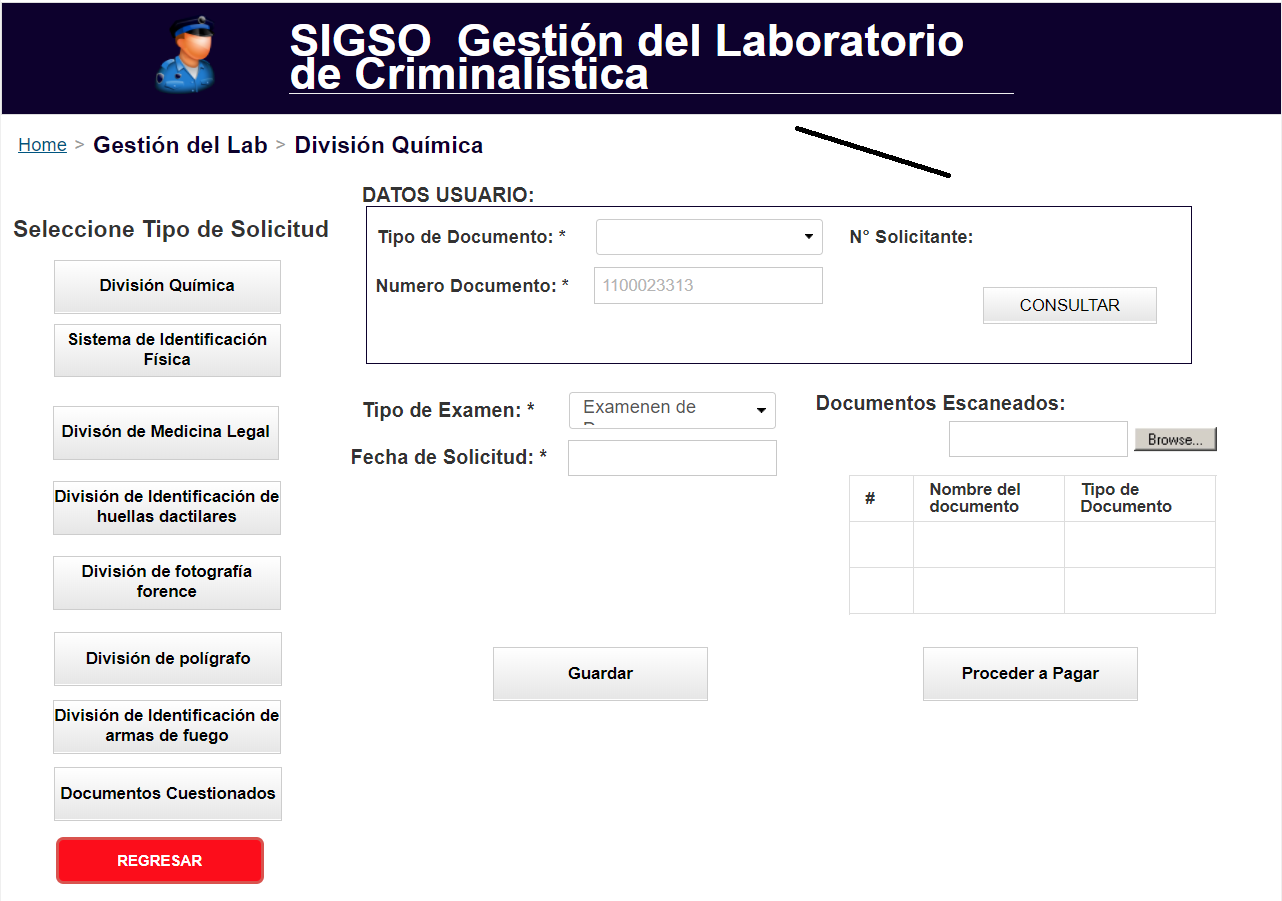 SIGSO  Gestión del Laboratorio
de Criminalística
Home > Gestión del Lab > División Química
Seleccione Tipo de Solicitud
División Química
Sistema de Identificación
Física
Divisón de Medicina Legal
División de Identificación de
huellas dactilares
División de fotografía
forence
División de polígrafo
División de Identificación de
armas de fuego
Documentos Cuestionados
REGRESAR
DATOS USUARIO:
Tipo de Documento: *
N° Solicitante:
Numero Documento: *
1100023313
CONSULTAR
Tipo de Examen: *
Examenen de
Fecha de Solicitud: *
Documentos Escaneados:
Browse...
#
Nombre del
documento
Tipo de
Documento
Guardar
Proceder a Pagar